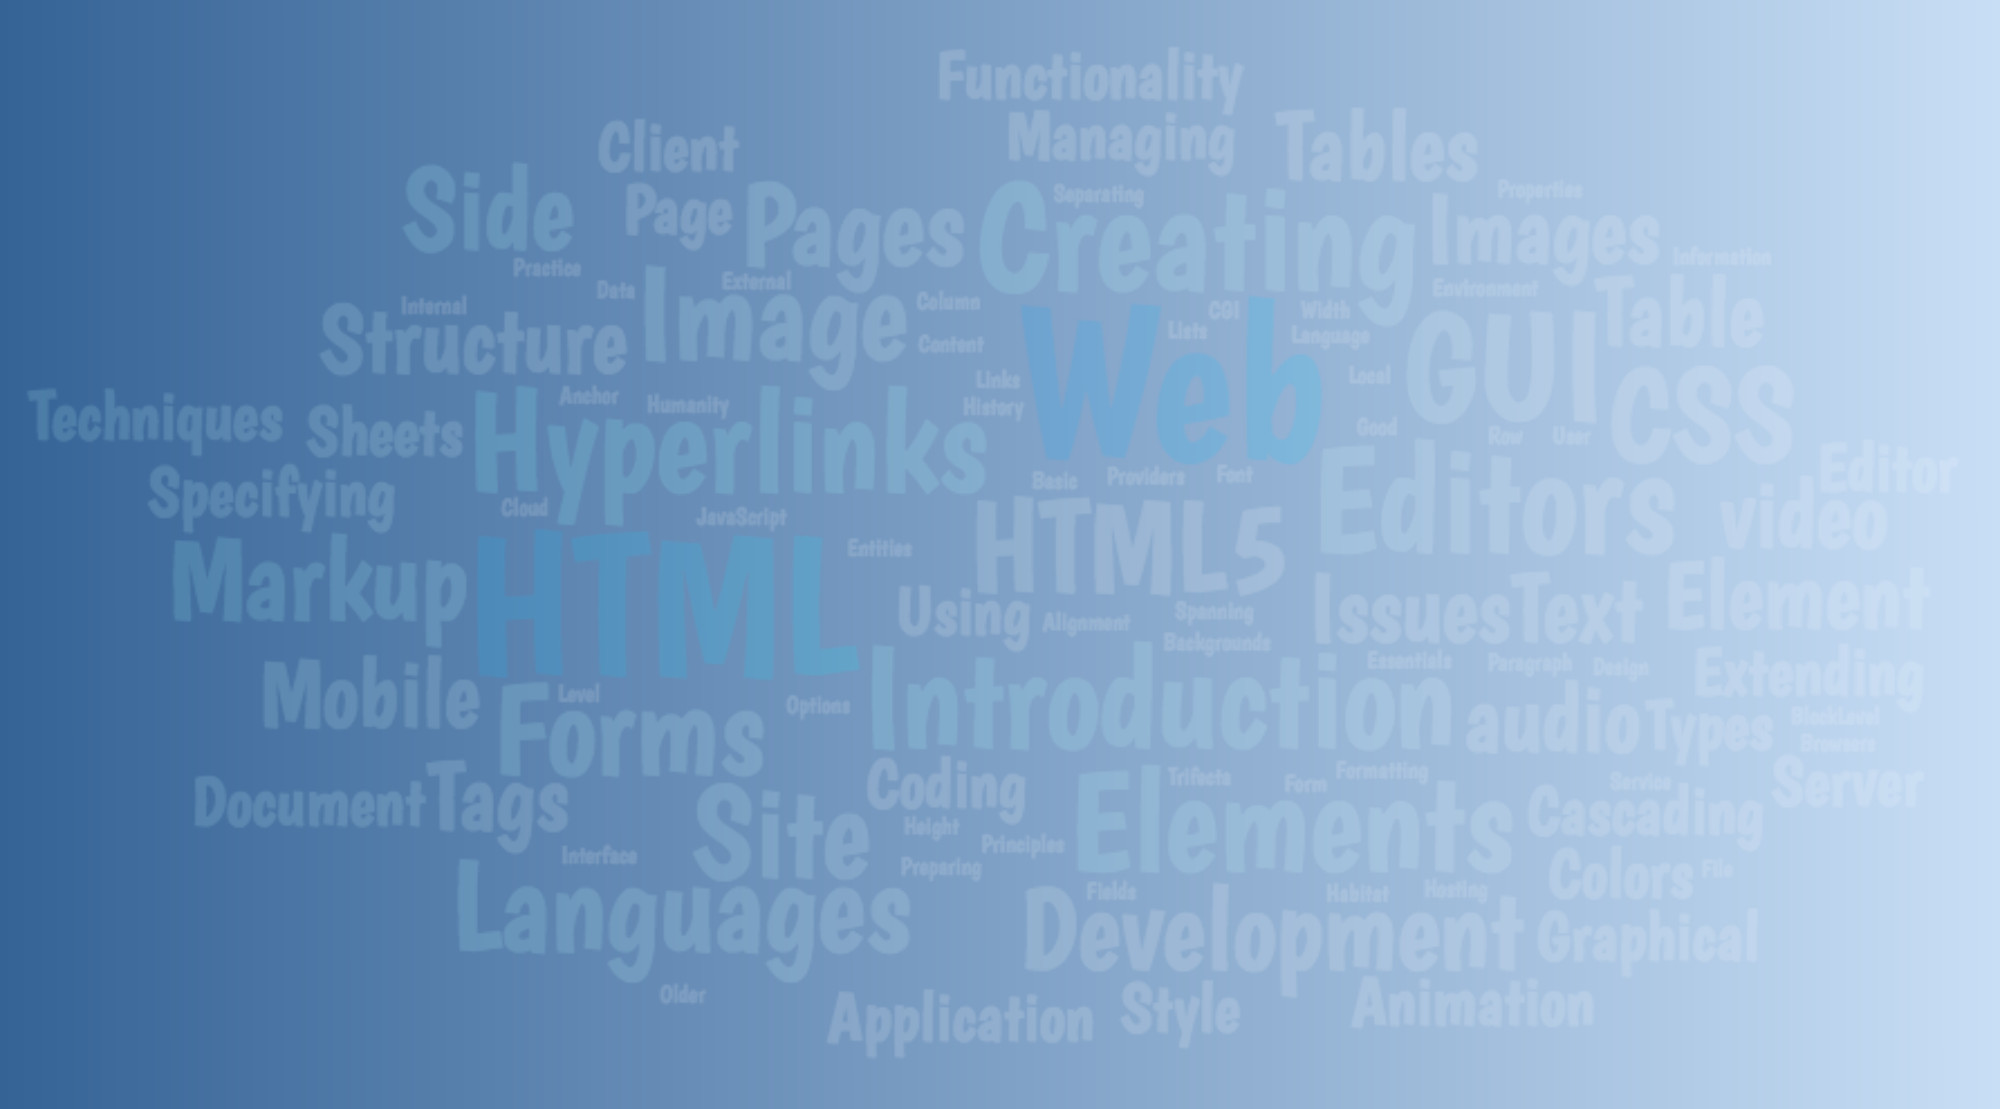 Functionality
Client
Managing
Tables
Side
Page
Pages
Creating
Separating
Properties
Images
Practice
Data
External
Information
Internal
Structure
Image
Column
Content
Web
CGI
Lists
Width
Language
Environment
GUI
Table
Techniques
Sheets
Anchor
Humanity
Hyperlinks
Links
History
Local
Good
CSS
Row
User
Editor
Specifying
Cloud
JavaScript
Basic
Providers
Font
Editors
video
Markup
HTML
Entities
HTML5
Using
Alignment
Spanning
Backgrounds
Issues
Text
Element
Mobile
Forms
Level
Options
Introduction
Essentials
Paragraph
Design
Extending
audio
Types
BlockLevel
Browsers
Document
Tags
Site
Coding
Height
Principles
Preparing
Elements
Trifecta
Form
Formatting
Service
Cascading
Server
Interface
Languages
Fields
Development
Habitat
Hosting
Colors
File
Graphical
Older
Application
Style
Animation